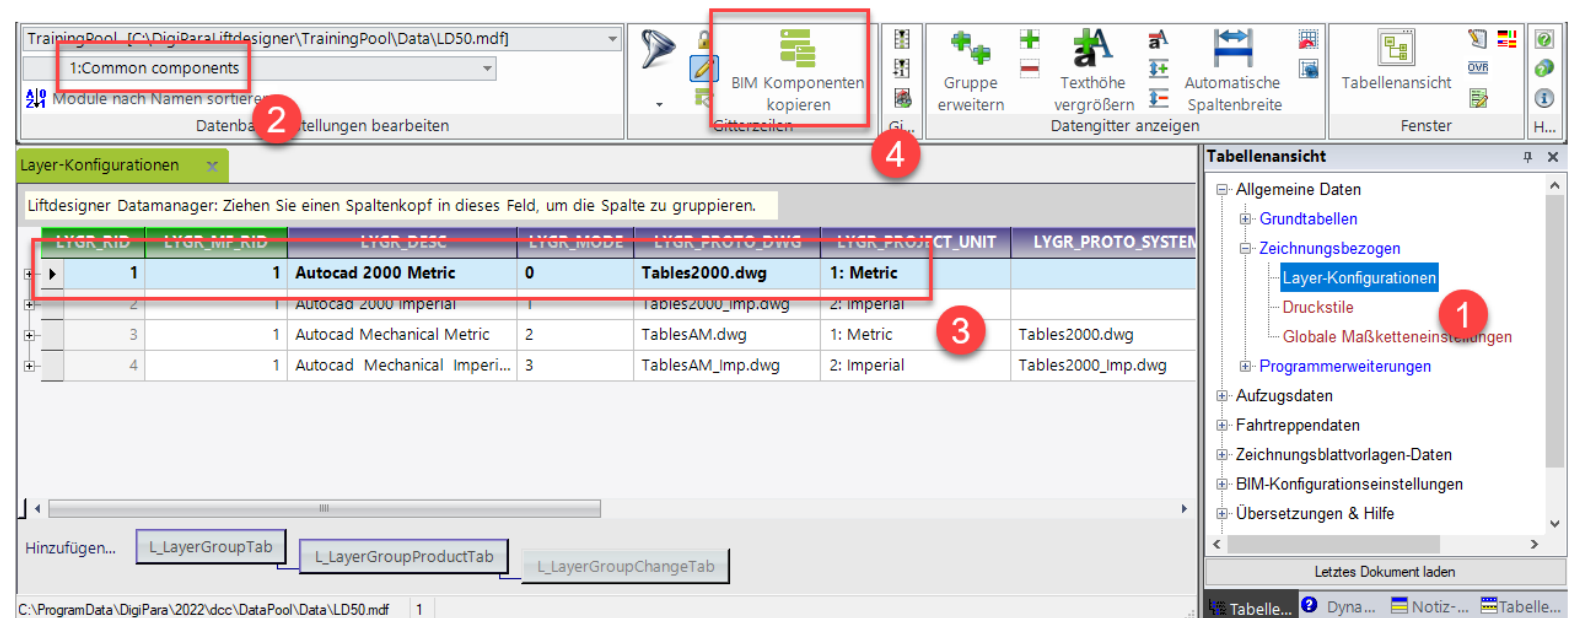 TrainingPool [C:\DigiParaLiftdesigner\TrainingPool\Data\LD50.mdf]
1:Common components
Module nach Namen sortieren
2
Datenbankeinstellungen bearbeiten
BIM Komponenten
kopieren
Gitterzeilen
4
Gi...
Gruppe
erweitern
Texthöhe
vergrößern
Automatische
Spaltenbreite
Datengitter anzeigen
Tabellenansicht
OVR
Fenster
H...
Layer-Konfigurationen
Liftdesigner Datamanager: Ziehen Sie einen Spaltenkopf in dieses Feld, um die Spalte zu gruppieren.
LYGR_RID LYGR_MF_RID LYGR_DESC LYGR_MODE LYGR_PROTO_DWG LYGR_PROJECT_UNIT LYGR_PROTO_SYSTEM
1 1 Autocad 2000 Metric 0 Tables2000.dwg 1: Metric
2 1 Autocad 2000 Imperial 1 Tables2000_Imp.dwg 2: Imperial
3 1 Autocad Mechanical Metric 2 TablesAM.dwg 1: Metric Tables2000.dwg
4 1 Autocad Mechanical Imperi... 3 TablesAM_Imp.dwg 2: Imperial Tables2000_Imp.dwg
3
Hinzufügen... L_LayerGroupTab
L_LayerGroupProductTab
L_LayerGroupChangeTab
C:\ProgramData\DigiPara\2022\dcc\DataPool\Data\LD50.mdf 1
Tabellenansicht
Allgemeine Daten
Grundtabellen
Zeichnungsbezogen
Layer-Konfigurationen
Druckstile
1
Globale Maßketteneinstellungen
Programmerweiterungen
Aufzugsdaten
Fahrtreppendaten
Zeichnungsblattvorlagen-Daten
BIM-Konfigurationseinstellungen
Übersetzungen & Hilfe
Letztes Dokument laden
Tabelle... Dyna... Notiz-... Tabelle...